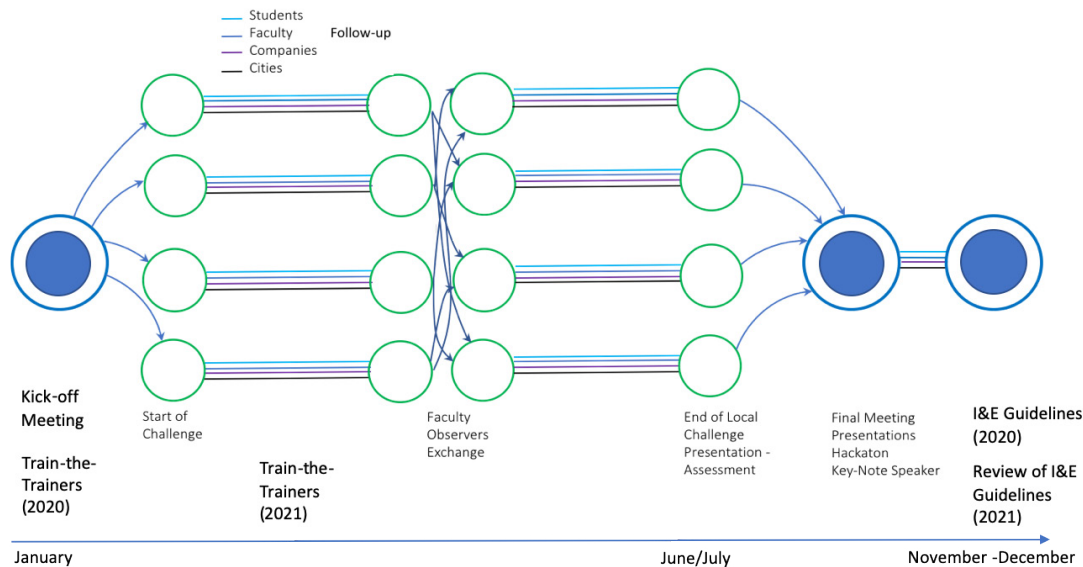 Students
Faculty
Follow-up
Companies
Cities
Kick-off
Meeting
Train-the-
Trainers
(2020)
Start of
Challenge
Train-the-
Trainers
(2021)
Faculty
Observers
Exchange
End of Local
Challenge
Presentation -
Assessment
Final Meeting
Presentations
Hackaton
Key-Note Speaker
I&E Guidelines
(2020)
Review of I&E
Guidelines
(2021)
January
June/July
November -December